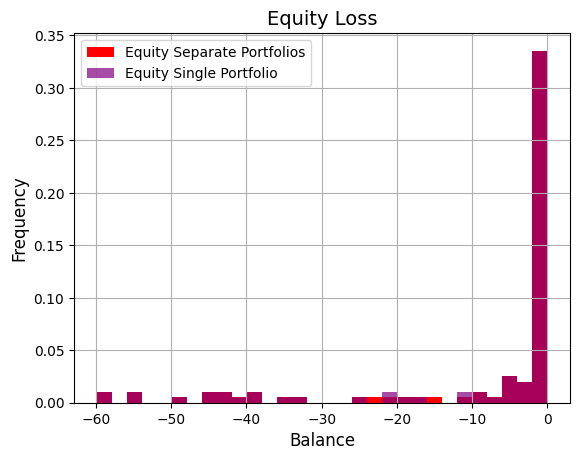 Equity Loss
Equity Separate Portfolios
Equity Single Portfolio
Frequency
0.35
0.30
0.25
0.20
0.15
0.10
0.05
0.00
−60 −50 −40 −30 −20 −10 0
Balance